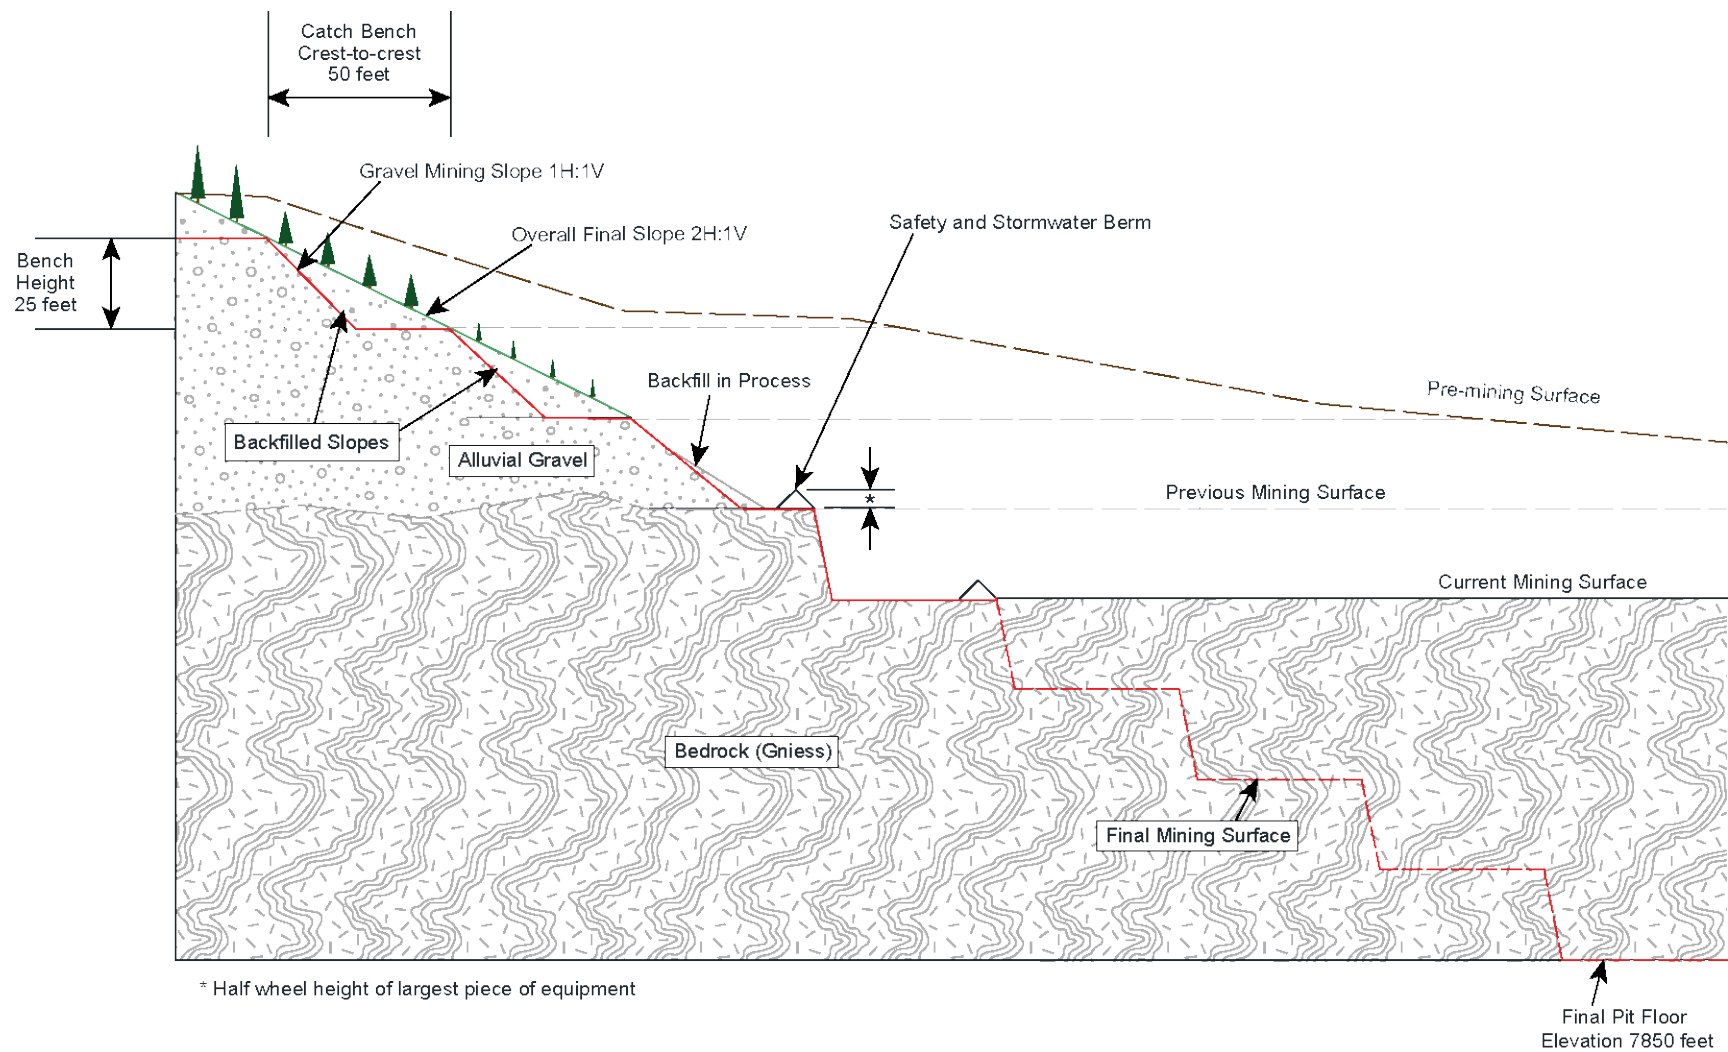 Catch Bench
Crest-to-crest
50 feet
Gravel Mining Slope 1H:1V
Overall Final Slope 2H:1V
Safety and Stormwater Berm
Bench
Height
25 feet
Backfill in Process
Pre-mining Surface
Backfilled Slopes
Alluvial Gravel
*
Previous Mining Surface
Current Mining Surface
Bedrock (Gniess)
Final Mining Surface
* Half wheel height of largest piece of equipment
Final Pit Floor
Elevation 7850 feet